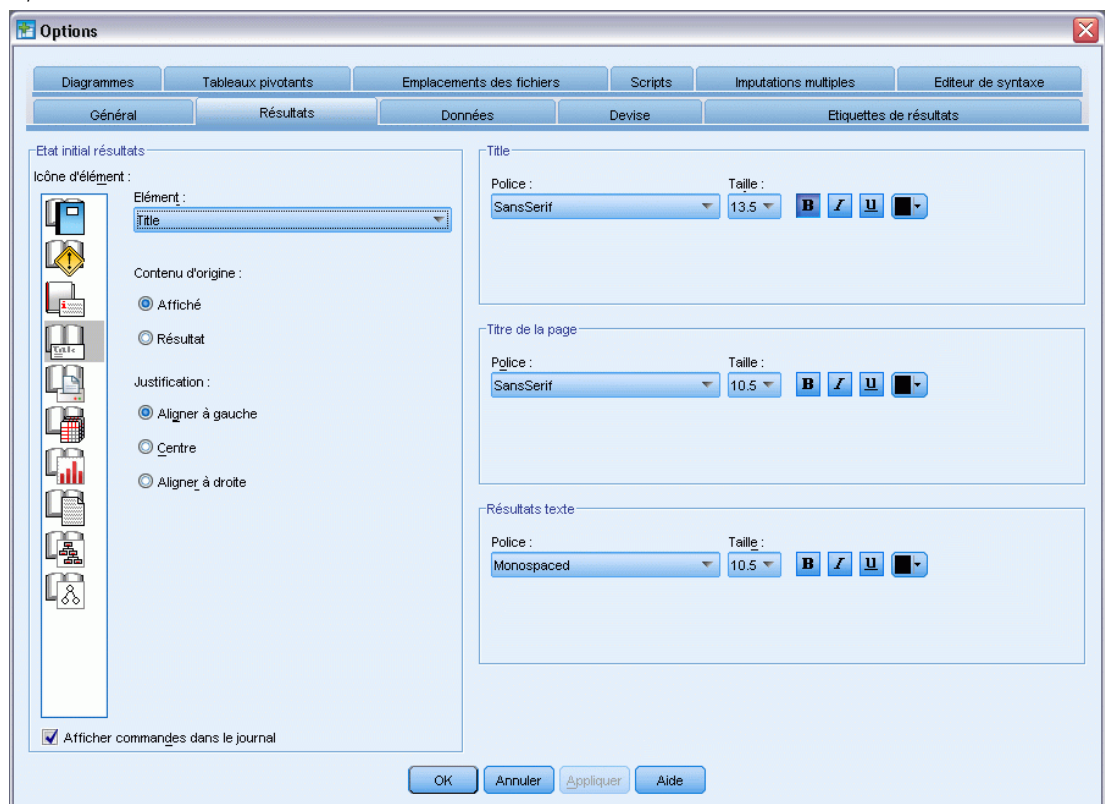 Options
Diagrammes Tableaux pivotants Emplacements des fichiers Scripts Imputations multiples Editeur de syntaxe
Général Résultats Données Devise Etiquettes de résultats
Etat initial résultats
Icône d'élément :
Elément :
Title
Contenu d'origine :
Affiché
Résultat
Justification :
Aligner à gauche
Centre
Aligner à droite
Afficher commandes dans le journal
Title
Police : Taille :
SansSerif 13.5 B I U
Titre de la page
Police : Taille :
SansSerif 10.5 B I U
Résultats texte
Police : Taille :
Monospaced 10.5 B I U
OK Annuler Appliquer Aide